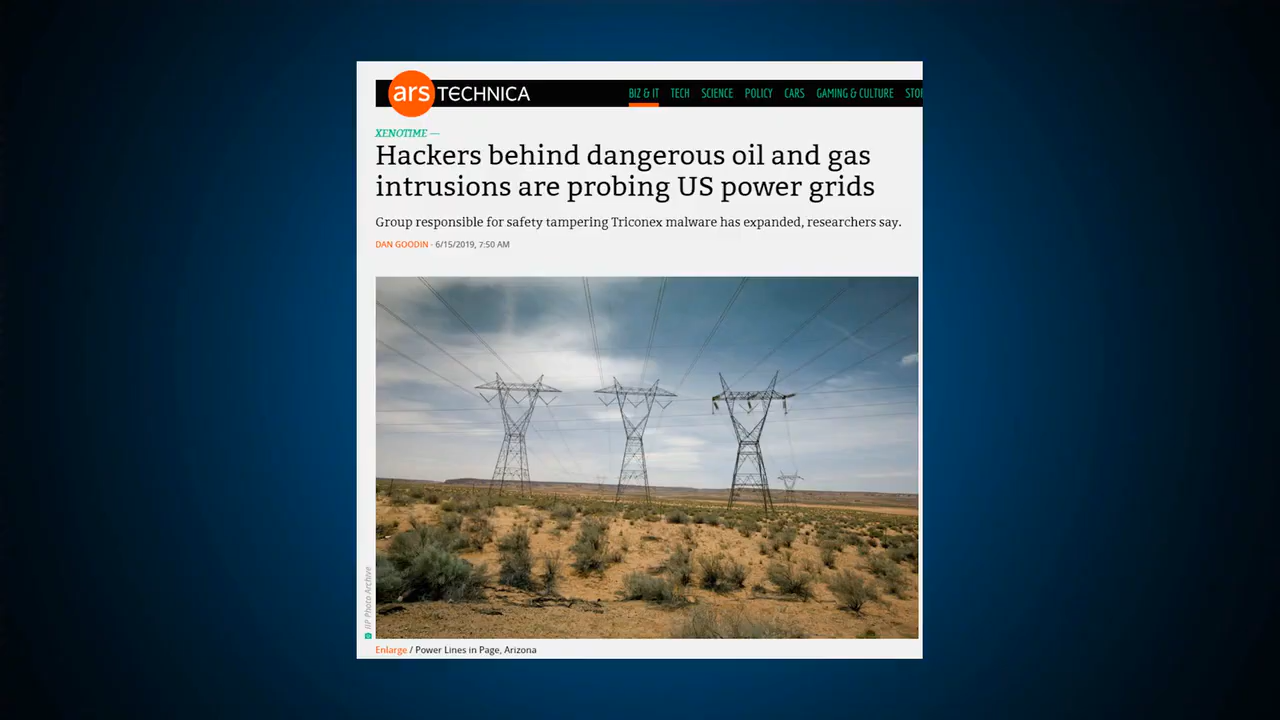 ars TECHNICA
BIZ & IT TECH SCIENCE POLICY CARS GAMING & CULTURE
XENOTIME —
Hackers behind dangerous oil and gas
intrusions are probing US power grids
Group responsible for safety tampering Triconex malware has expanded, researchers say.
DAN GOODIN - 6/15/2019, 7:50 AM
IIP Photo Archive
Enlarge / Power Lines in Page, Arizona